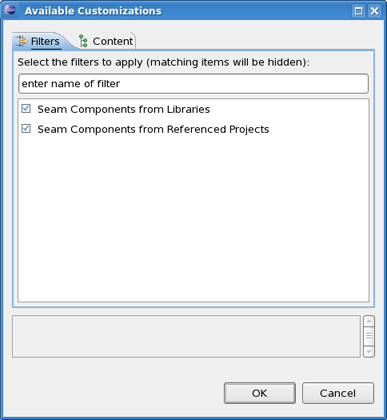 Available Customizations
Filters
Content
Select the filters to apply (matching items will be hidden):
enter name of filter
Seam Components from Libraries
Seam Components from Referenced Projects
OK
Cancel